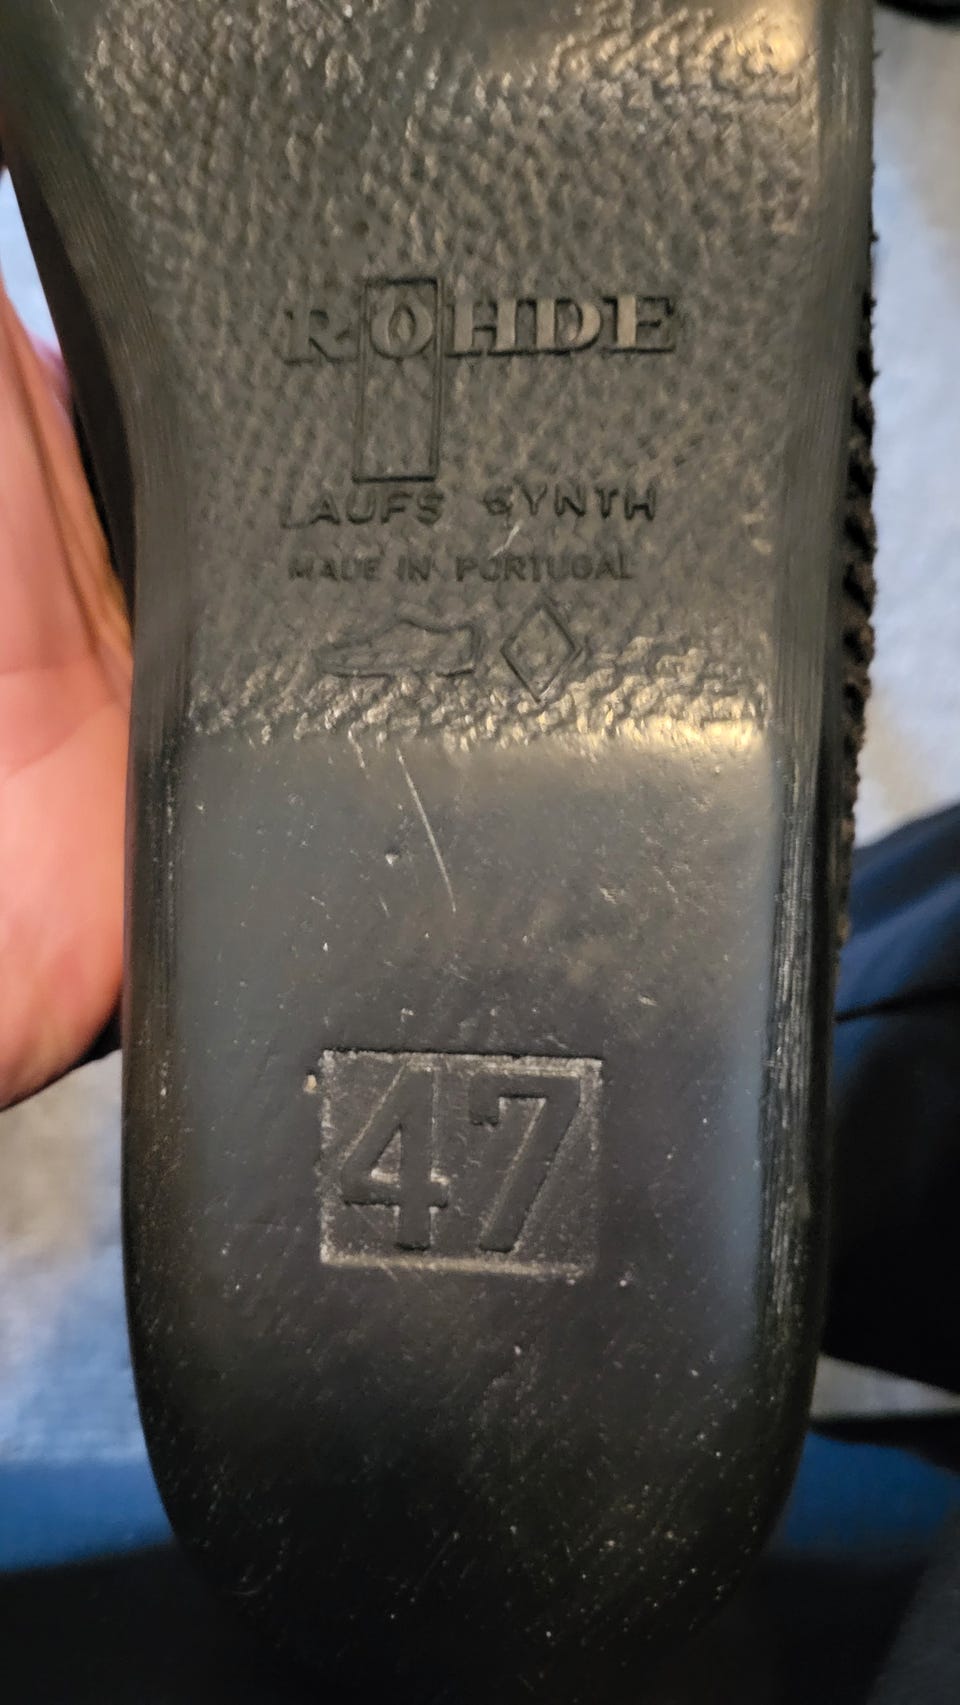 ROHDE
LAUFS SYNTH
MADE IN PORTUGAL
47